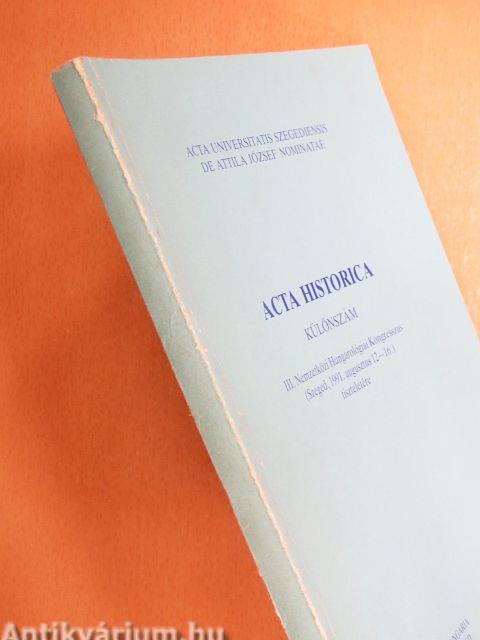 ACTA UNIVERSITATIS SZEGEDIENSIS
DE ATTILA JÓZSEF NOMINATAE
ACTA HISTORICA
KÜLÖNSZÁM
III. Nemzetközi Hungarológiai Kongresszus
(Szeged, 1991. augusztus 12—16.)
tiszteletére
Antikvárium.hu